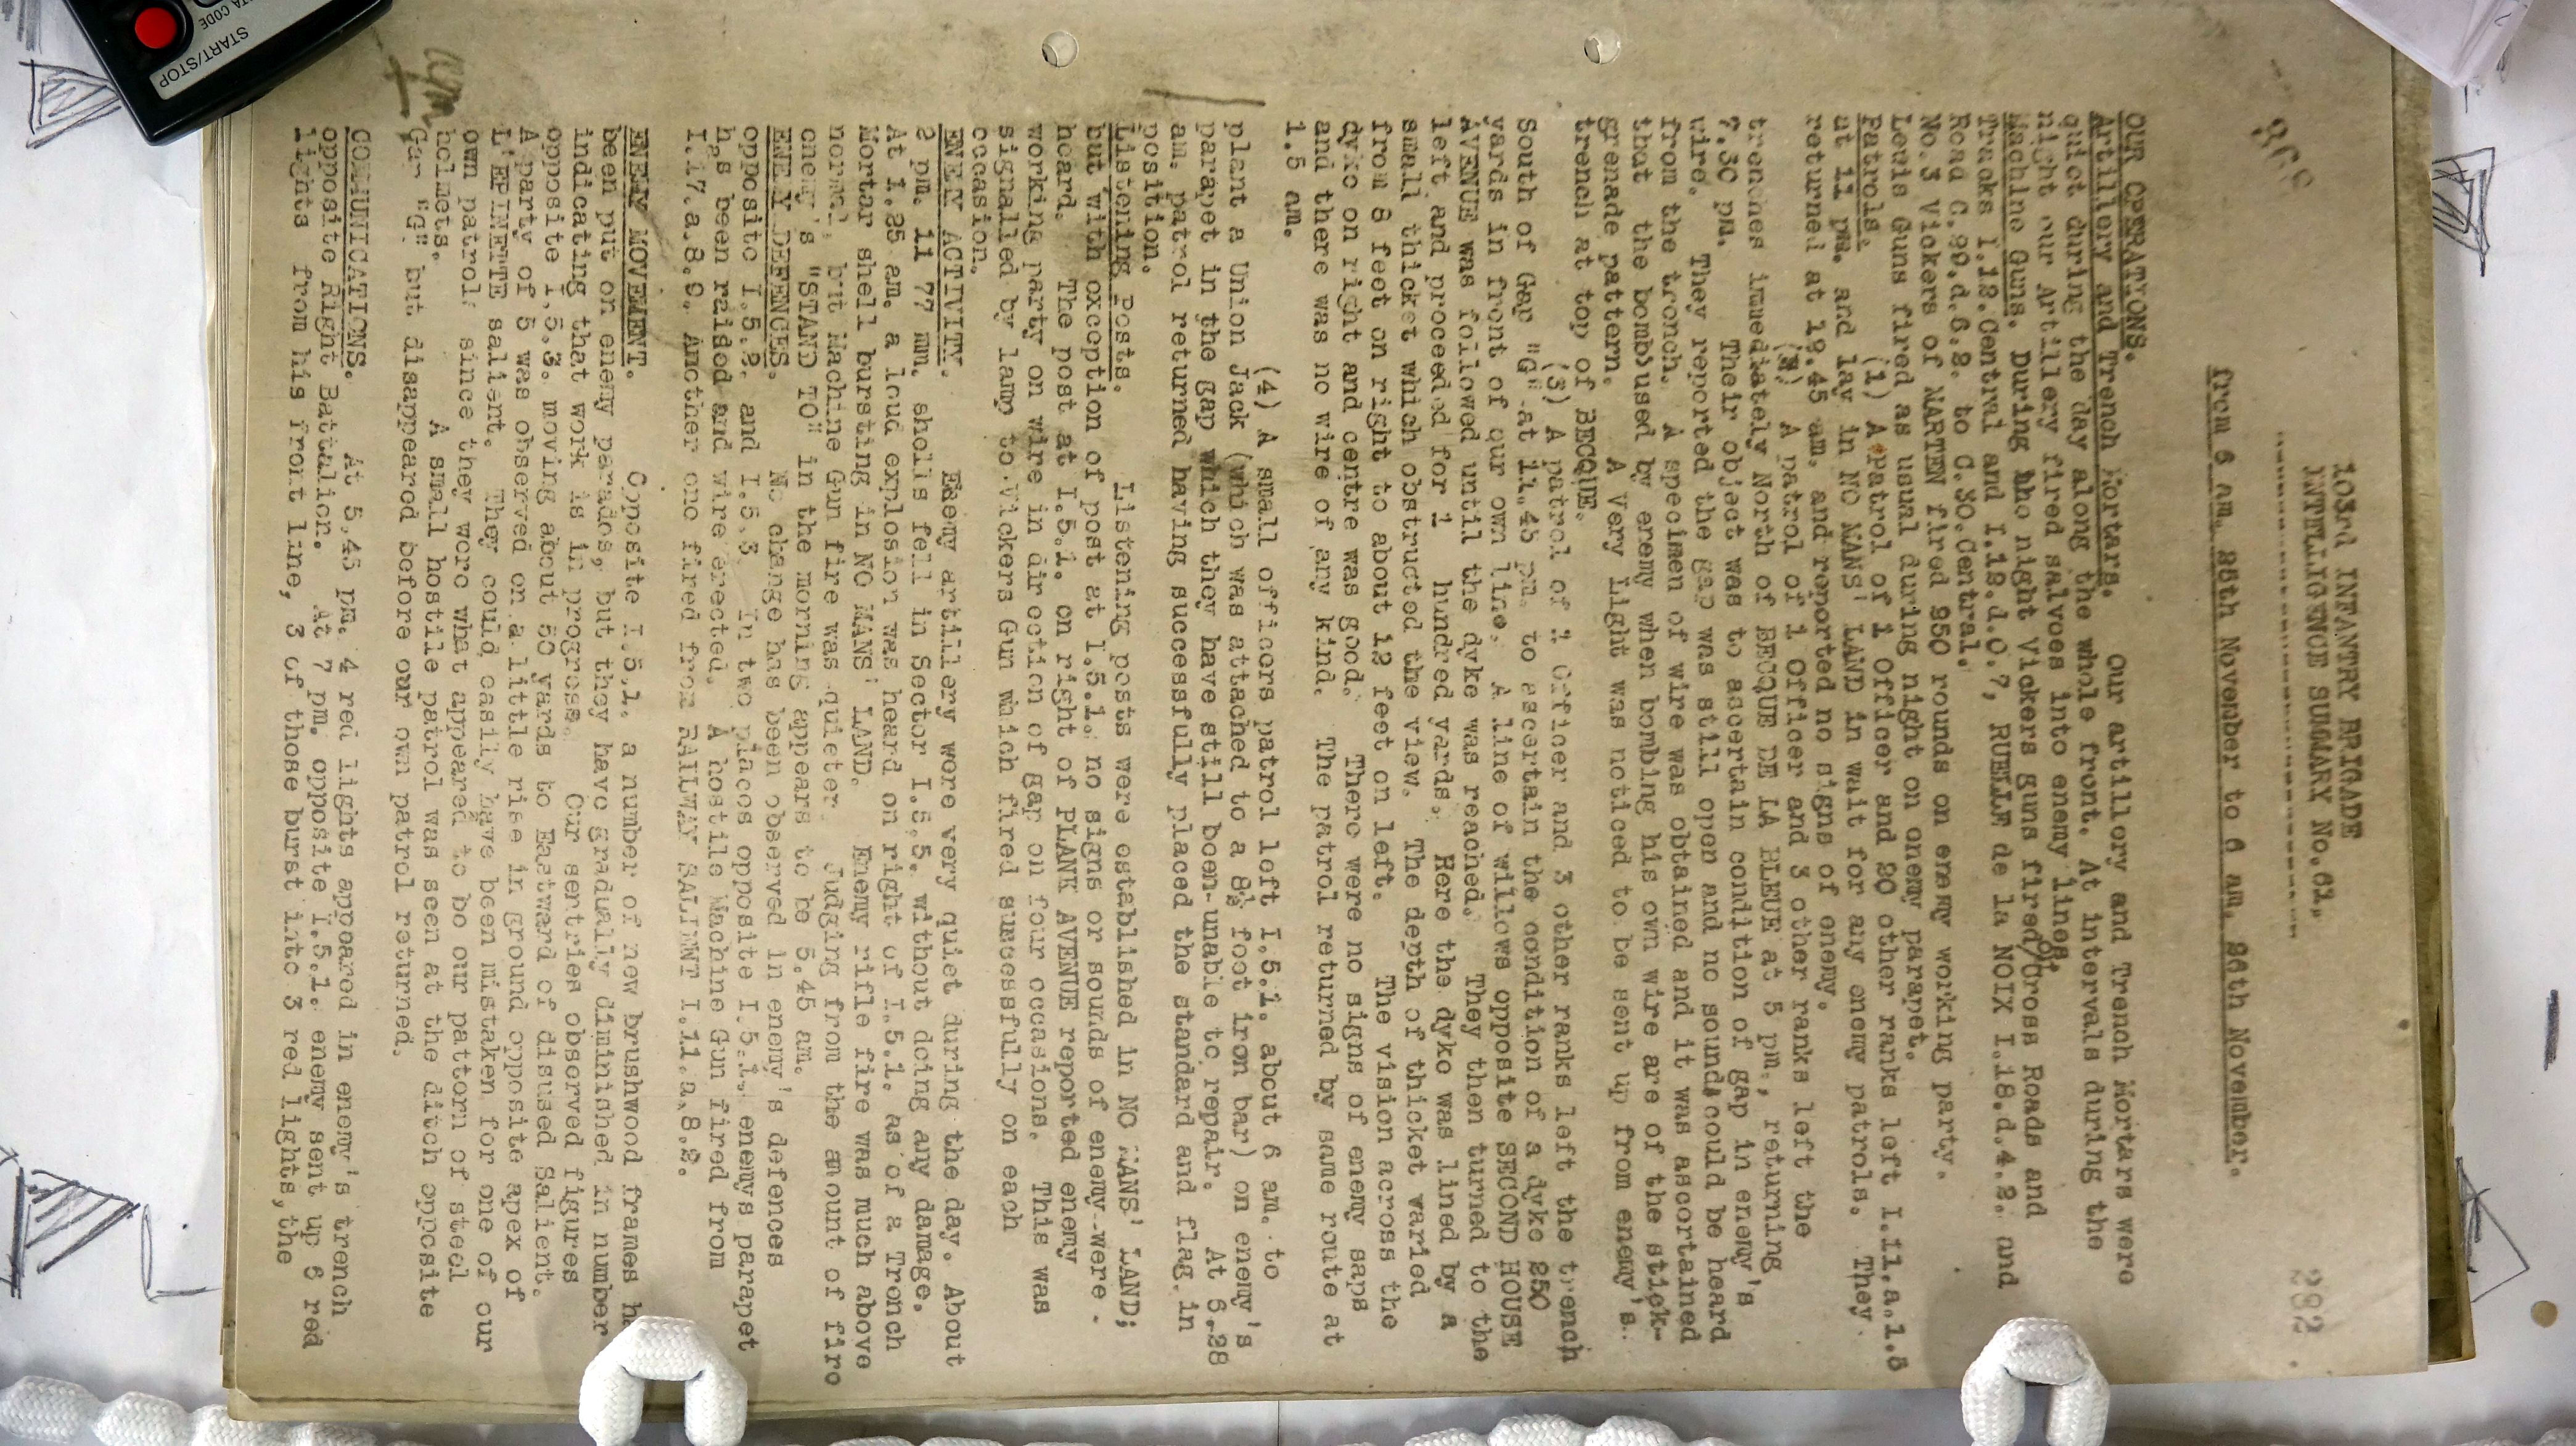 103rd INFANTRY BRIGADE
INTELLIGENCE SUMMARY No.61.
282.
from 6 am. 25th November to 6 am. 26th November.
OUR OPERATIONS.
Artillery and Trench Mortars. Our artillery and Trench Mortars were
quiet during the day along the whole front. At intervals during the
night our Artillery fired salvoes into enemy lines.
Machine Guns. During the night Vickers guns fired on Cross Roads and
Tracks I.12.Central and I.12.d.0.7, RUELLE de la NOIX I.18.d.4.2. and
Road C.29.d.6.2. to C.30.Central.
No.3 Vickers of MARTEN fired 250 rounds on enemy working party.
Lewis Guns fired as usual during night on enemy parapet.
Patrols. (1) A patrol of 1 Officer and 20 other ranks left I.11.a.1.5
at 11 pm. and lay in NO MANS' LAND in wait for any enemy patrols. They
returned at 12.45 am. and reported no signs of enemy.
(2) A patrol of 1 Officer and 3 other ranks left the
trenches immediately North of BECQUE DE LA BLEUE at 5 pm., returning
7.30 pm. Their object was to ascertain condition of gap in enemy's
wire. They reported the gap was still open and no sounds could be heard
from the trench. A specimen of wire was obtained and it was ascertained
that the bombs used by enemy when bombing his own wire are of the stick-
grenade pattern. A Very Light was noticed to be sent up from enemy's
trench at top of BECQUE.
(3) A patrol of Officer and 3 other ranks left the trench
South of Gap "G" at 11.45 pm. to ascertain the condition of a dyke 250
yards in front of our own line. A line of willows opposite SECOND HOUSE
AVENUE was followed until the dyke was reached. They then turned to the
left and proceeded for 1 hundred yards. Here the dyke was lined by a
small thicket which obstructed the view. The depth of thicket varied
from 8 feet on right to about 12 feet on left. The vision across the
dyke on right and centre was good. There were no signs of enemy saps
and there was no wire of any kind. The patrol returned by same route at
1.5 am.
(4) A small officers patrol left I.5.1. about 6 am. to
plant a Union Jack (which was attached to a 8½ foot iron bar) on enemy's
parapet in the gap which they have still been unable to repair. At 6.28
am. patrol returned having successfully placed the standard and flag in
position.
Listening Posts. Listening posts were established in NO MANS' LAND;
but with exception of post at I.5.1. no signs or sounds of enemy were
heard. The post at I.5.1. on right of PLANK AVENUE reported enemy
working party on wire in direction of gap on four occasions. This was
signalled by lamp to Vickers Gun which fired successfully on each
occasion.
ENEMY ACTIVITY. Enemy artillery were very quiet during the day. About
2 pm. 11 77 mm. shells fell in Sector I.5.5. without doing any damage.
At 1.25 am. a loud explosion was heard on right of I.5.1. as of a Trench
Mortar shell bursting in NO MANS' LAND. Enemy rifle fire was much above
normal, but Machine Gun fire was quieter. Judging from the amount of fire
enemy's "STAND TO" in the morning appears to be 5.45 am.
ENEMY DEFENCES. No change has been observed in enemy's defences
opposite I.5.2. and I.5.3. In two places opposite I.5.1. enemys parapet
has been raised and wire erected. A hostile Machine Gun fired from
I.17.a.8.9. Another one fired from RAILWAY SALIENT I.11.a.8.2.
ENEMY MOVEMENT. Opposite I.5.1. a number of new brushwood frames ha
been put on enemy parados, but they have gradually diminished in number
indicating that work is in progress. Our sentries observed figures
opposite I.5.3. moving about 50 yards to Eastward of disused Salient.
A party of 5 was observed on a little rise in ground opposite apex of
L'EPINETTE salient. They could easily have been mistaken for one of our
own patrols since they wore what appeared to be our pattern of steel
helmets. A small hostile patrol was seen at the ditch opposite
Gap "G" but disappeared before our own patrol returned.
COMMUNICATIONS. At 5.45 pm. 4 red lights appeared in enemy's trench
opposite Right Battalion. At 7 pm. opposite I.5.1. enemy sent up 6 red
lights from his front line, 3 of those burst into 3 red lights, the
START/STOP
DATA CODE